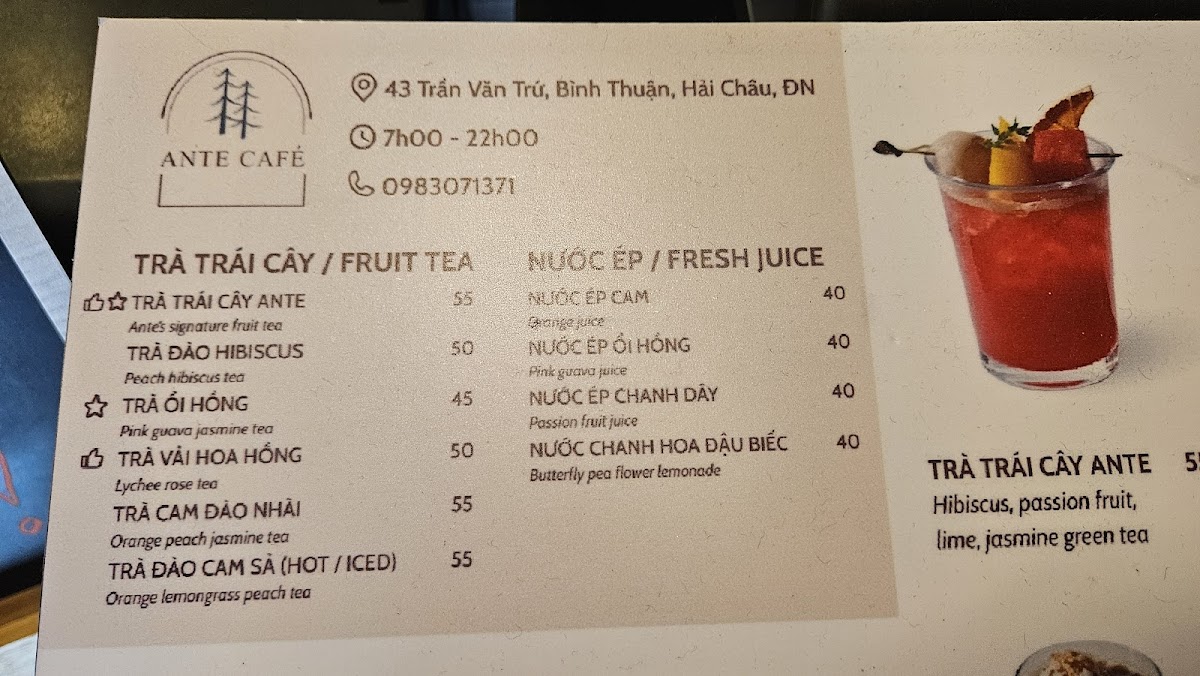 ANTE CAFÉ
43 Trần Văn Trứ, Bình Thuận, Hải Châu, ĐN
7h00 - 22h00
0983071371
TRÀ TRÁI CÂY / FRUIT TEA
TRÀ TRÁI CÂY ANTE 55
Ante's signature fruit tea
TRÀ ĐÀO HIBISCUS 50
Peach hibiscus tea
TRÀ ỔI HỒNG 45
Pink guava jasmine tea
TRÀ VẢI HOA HỒNG 50
Lychee rose tea
TRÀ CAM ĐÀO NHÀI 55
Orange peach jasmine tea
TRÀ ĐÀO CAM SẢ (HOT / ICED) 55
Orange lemongrass peach tea
NƯỚC ÉP / FRESH JUICE
NƯỚC ÉP CAM 40
Orange juice
NƯỚC ÉP ỔI HỒNG 40
Pink guava juice
NƯỚC ÉP CHANH DÂY 40
Passion fruit juice
NƯỚC CHANH HOA ĐẬU BIẾC 40
Butterfly pea flower lemonade
TRÀ TRÁI CÂY ANTE
Hibiscus, passion fruit,
lime, jasmine green tea